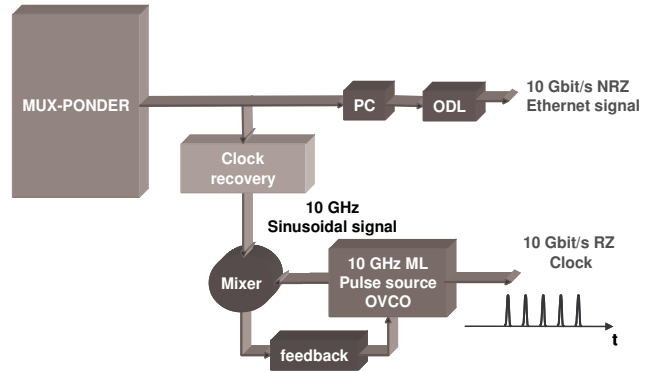 MUX-PONDER
PC
ODL
10 Gbit/s NRZ
Ethernet signal
Clock
recovery
10 GHz
Sinusoidal signal
Mixer
10 GHz ML
Pulse source
OVCO
10 Gbit/s RZ
Clock
feedback
t